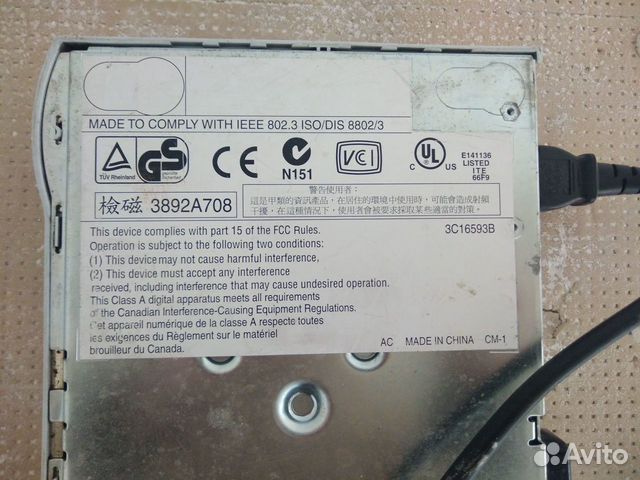 MADE TO COMPLY WITH IEEE 802.3 ISO/DIS 8802/3
TÜV Rheinland
GS
geprüfte Sicherheit
CE
N151
VCI
C UL US
E141136
LISTED
ITE
66F9
檢磁 3892A708
警告使用者:
這是甲類的資訊產品,在居住的環境中使用時,可能會造成射頻
干擾,在這種情況下,使用者會被要求採取某些適當的對策。
This device complies with part 15 of the FCC Rules.
3C16593B
Operation is subject to the following two conditions:
(1) This device may not cause harmful interference,
(2) This device must accept any interference
received, including interference that may cause undesired operation.
This Class A digital apparatus meets all requirements
of the Canadian Interference-Causing Equipment Regulations.
Cet appareil numérique de la classe A respecte toutes
les exigences du Règlement sur le matériel
brouilleur du Canada.
AC MADE IN CHINA CM-1
Avito